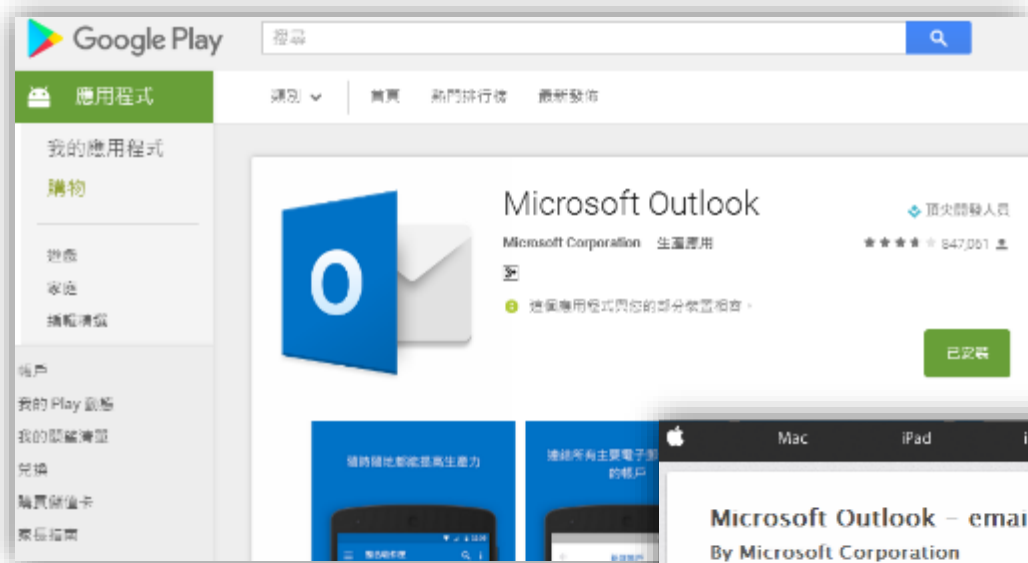 Google Play
搜尋
應用程式
類別 首頁 熱門排行榜 最新發佈
我的應用程式
購物
遊戲
家庭
編輯精選
帳戶
我的 Play 動態
我的願望清單
兌換
購買儲值卡
家長指南
Microsoft Outlook
頂尖開發人員
Microsoft Corporation 生產應用
847,061
3+
這個應用程式與您的部分裝置相容。
已安裝
隨時隨地都能提高生產力
連結所有主要電子郵
的帳戶
Mac iPad
Microsoft Outlook – emai
By Microsoft Corporation